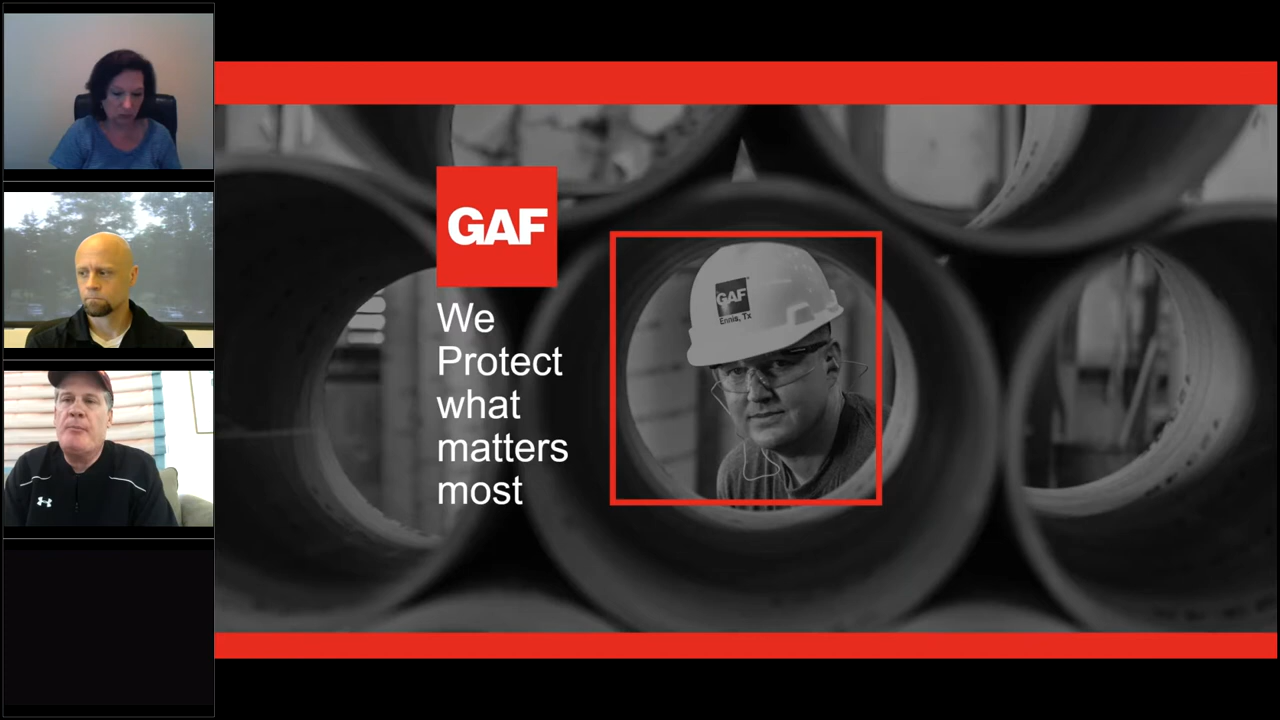 GAF
We
Protect
what
matters
most
GAF
Ennis, Tx